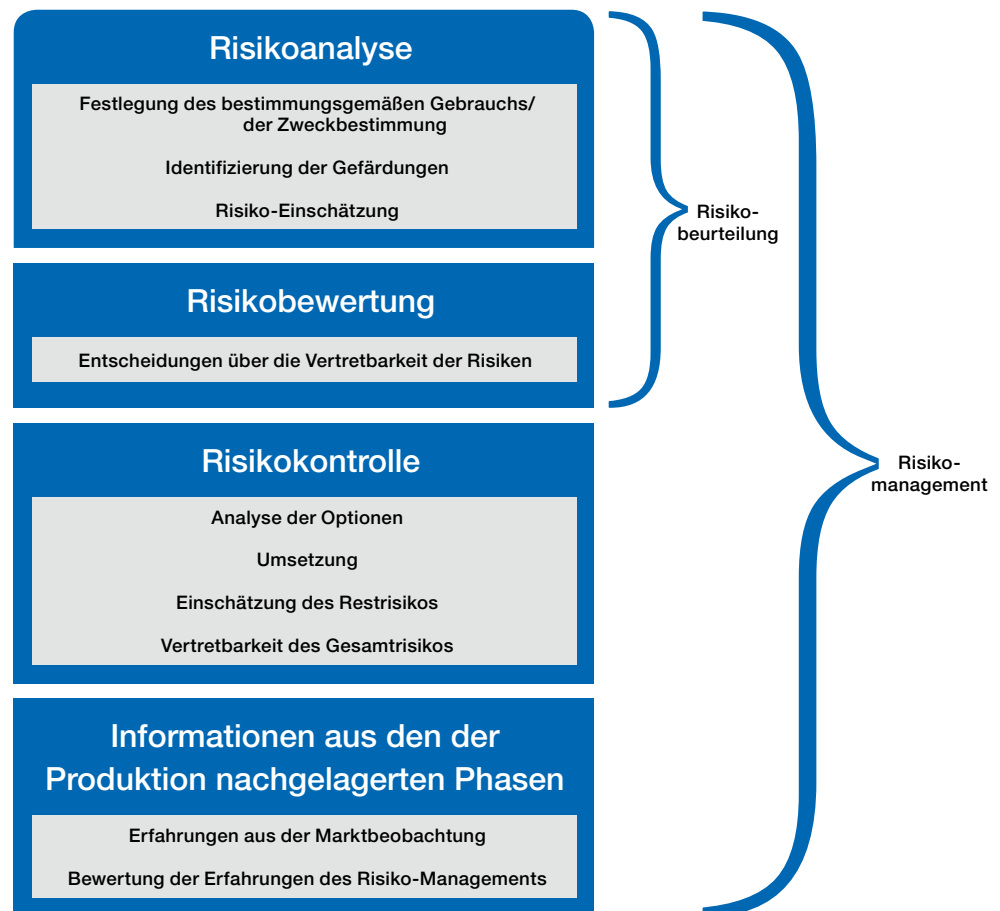 Risikoanalyse
Festlegung des bestimmungsgemäßen Gebrauchs/
der Zweckbestimmung
Identifizierung der Gefärdungen
Risiko-Einschätzung
Risikobewertung
Entscheidungen über die Vertretbarkeit der Risiken
Risiko-
beurteilung
Risikokontrolle
Analyse der Optionen
Umsetzung
Einschätzung des Restrisikos
Vertretbarkeit des Gesamtrisikos
Informationen aus den der
Produktion nachgelagerten Phasen
Erfahrungen aus der Marktbeobachtung
Bewertung der Erfahrungen des Risiko-Managements
Risiko-
management